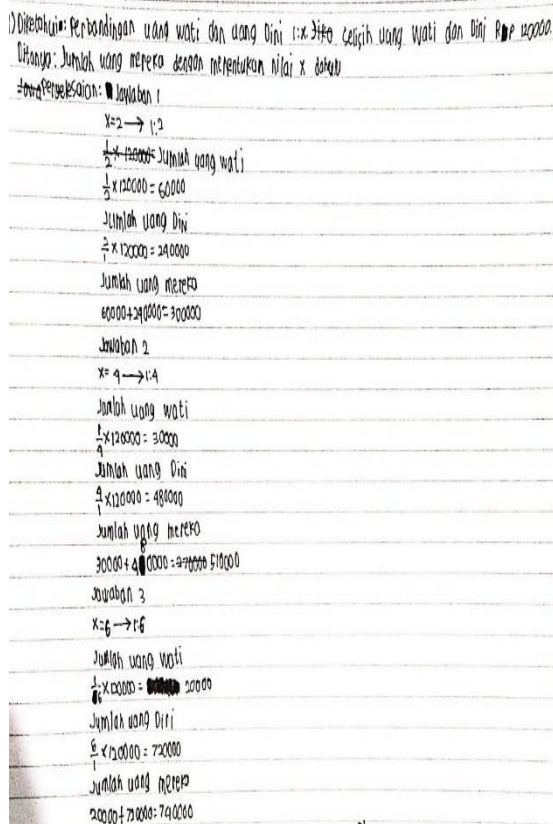 1) Diketahui: Perbandingan uang wati dan uang Dini 1:x. Jika selisih uang wati dan Dini Rp 120000.
Ditanya: Jumlah uang mereka dengan menentukan nilai x dahulu
Penyelesaian: Jawaban 1
x=2 → 1:2
1/2 x 120000= Jumlah uang wati
1/2 x 120000 = 60000
Jumlah uang Dini
2/1 x 120000 = 240000
Jumlah uang mereka
60000+240000= 300000
Jawaban 2
x= 4 → 1:4
Jumlah uang wati
1/4 x 120000 = 30000
Jumlah uang Dini
4/1 x 120000 = 480000
Jumlah uang mereka
30000+480000 = 270000 510000
Jawaban 3
x=6 → 1:6
Jumlah uang wati
1/6 x 120000 = 20000
Jumlah uang Dini
6/1 x 120000 = 720000
Jumlah uang mereka
20000+720000= 740000